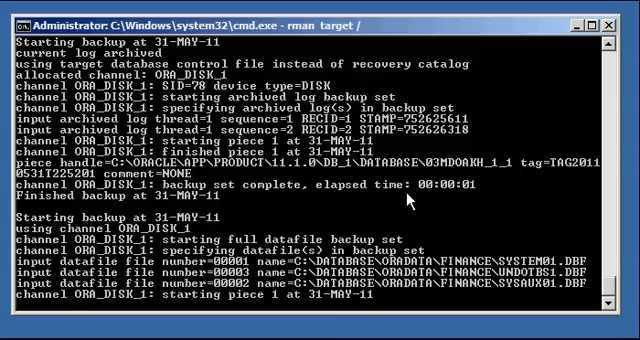 Administrator: C:\Windows\system32\cmd.exe - rman target /
Starting backup at 31-MAY-11
current log archived
using target database control file instead of recovery catalog
allocated channel: ORA_DISK_1
channel ORA_DISK_1: SID=78 device type=DISK
channel ORA_DISK_1: starting archived log backup set
channel ORA_DISK_1: specifying archived log(s) in backup set
input archived log thread=1 sequence=1 RECID=1 STAMP=752625611
input archived log thread=1 sequence=2 RECID=2 STAMP=752626318
channel ORA_DISK_1: starting piece 1 at 31-MAY-11
channel ORA_DISK_1: finished piece 1 at 31-MAY-11
piece handle=C:\ORACLE\APP\PRODUCT\11.1.0\DB_1\DATABASE\03MDOAKH_1_1 tag=TAG2011
0531T225201 comment=NONE
channel ORA_DISK_1: backup set complete, elapsed time: 00:00:01
Finished backup at 31-MAY-11
Starting backup at 31-MAY-11
using channel ORA_DISK_1
channel ORA_DISK_1: starting full datafile backup set
channel ORA_DISK_1: specifying datafile(s) in backup set
input datafile file number=00001 name=C:\DATABASE\ORADATA\FINANCE\SYSTEM01.DBF
input datafile file number=00003 name=C:\DATABASE\ORADATA\FINANCE\UNDOTBS1.DBF
input datafile file number=00002 name=C:\DATABASE\ORADATA\FINANCE\SYSAUX01.DBF
channel ORA_DISK_1: starting piece 1 at 31-MAY-11